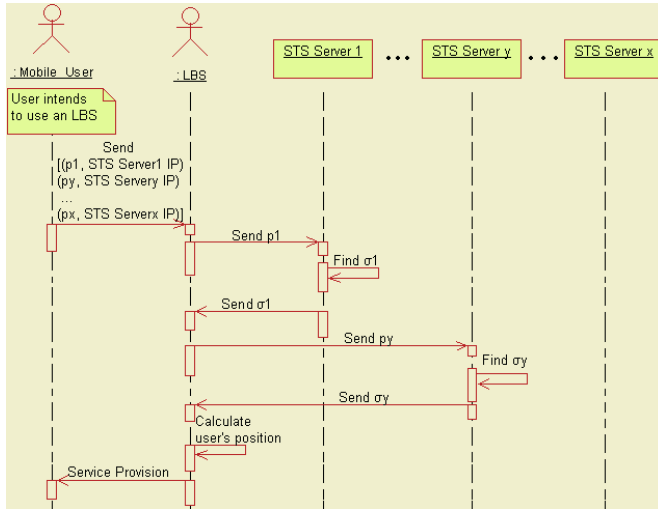 STS Server 1
...
STS Server y
...
STS Server x
: Mobile_User
: LBS
User intends
to use an LBS
Send
[(p1, STS Server1 IP)
(py, STS Servery IP)
...
(px, STS Serverx IP)]
Send p1
Find σ1
Send σ1
Send py
Find σy
Send σy
Calculate
user's position
Service Provision